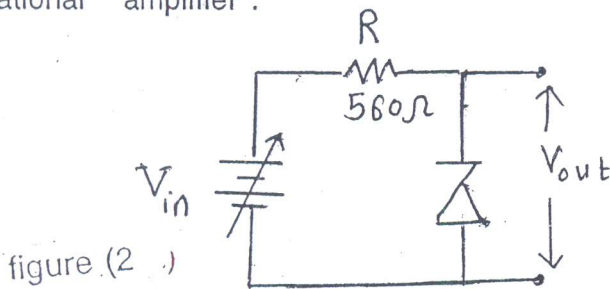 ational amplifier .
R
560Ω
Vin
Vout
figure (2 .)